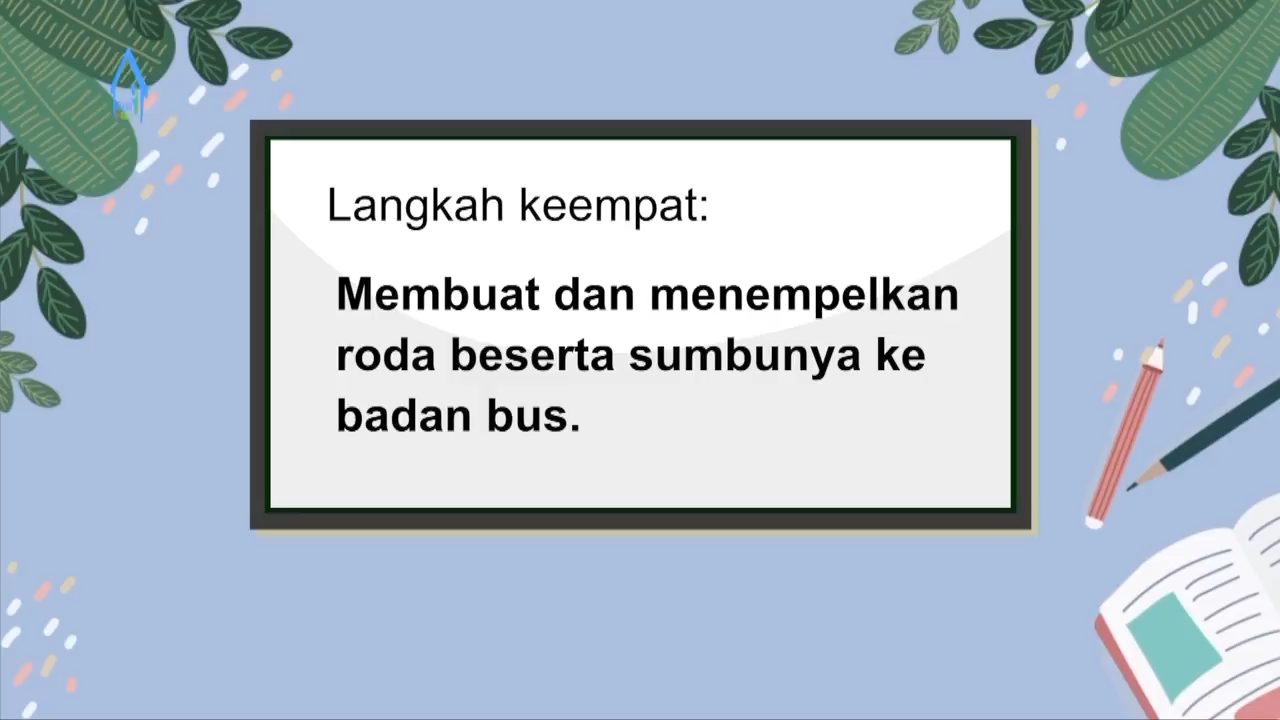 Langkah keempat:
Membuat dan menempelkan
roda beserta sumbunya ke
badan bus.